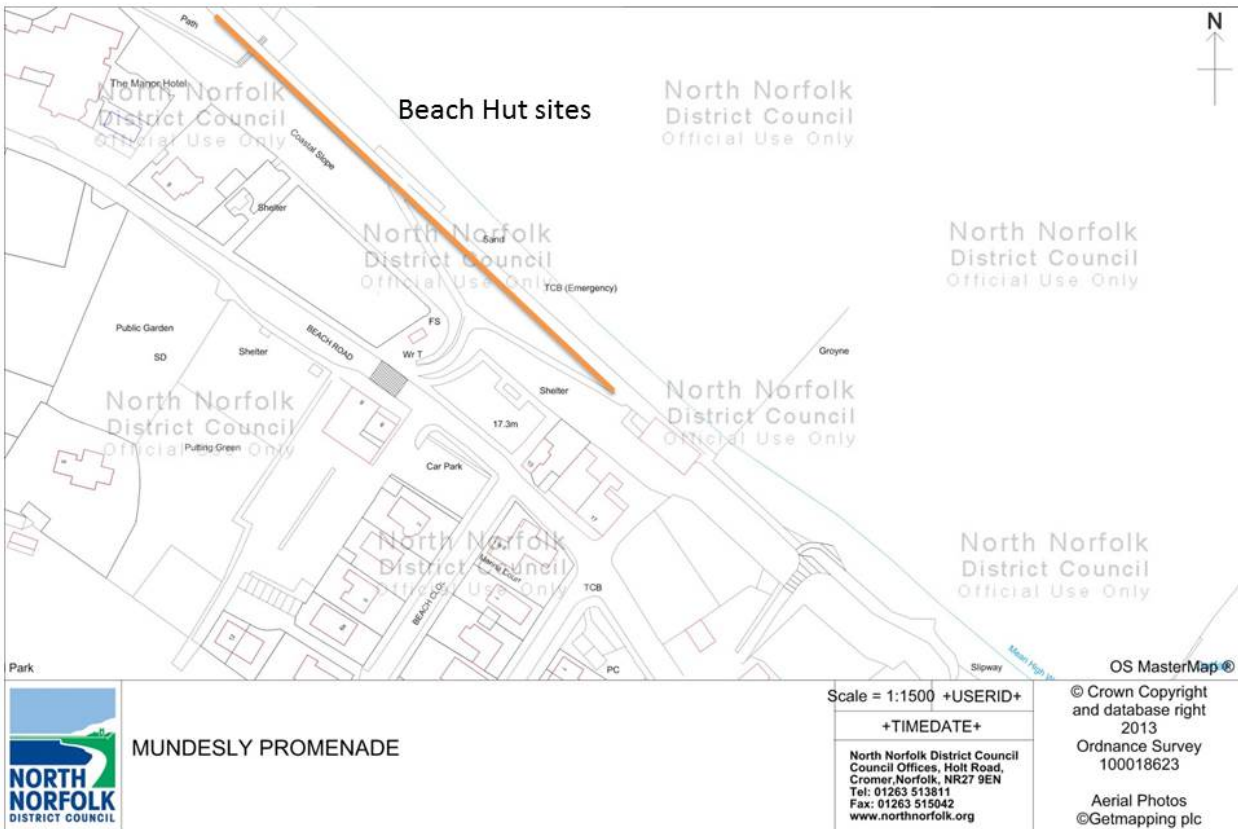 Path
N
The Manor Hotel
North Norfolk
District Council
Official Use Only
Beach Hut sites
North Norfolk
District Council
Official Use Only
Coastal Slope
8
Shelter
North Norfolk
District Council
Official Use Only
Sand
North Norfolk
District Council
Official Use Only
TCB (Emergency)
Public Garden
SD
Shelter
BEACH ROAD
FS
Wr T
Groyne
North Norfolk
District Council
Official Use Only
Putting Green
Shelter
17.3m
North Norfolk
District Council
Official Use Only
Car Park
17
North Norfolk
District Council
Official Use Only
Marine Court
BEACH CLOSE
TCB
North Norfolk
District Council
Official Use Only
PC
Slipway
Mean High W
l Park
OS MasterMap ®
NORTH
NORFOLK
DISTRICT COUNCIL
MUNDESLY PROMENADE
Scale = 1:1500 +USERID+
+TIMEDATE+
North Norfolk District Council
Council Offices, Holt Road,
Cromer,Norfolk, NR27 9EN
Tel: 01263 513811
Fax: 01263 515042
www.northnorfolk.org
© Crown Copyright
and database right
2013
Ordnance Survey
100018623
Aerial Photos
©Getmapping plc